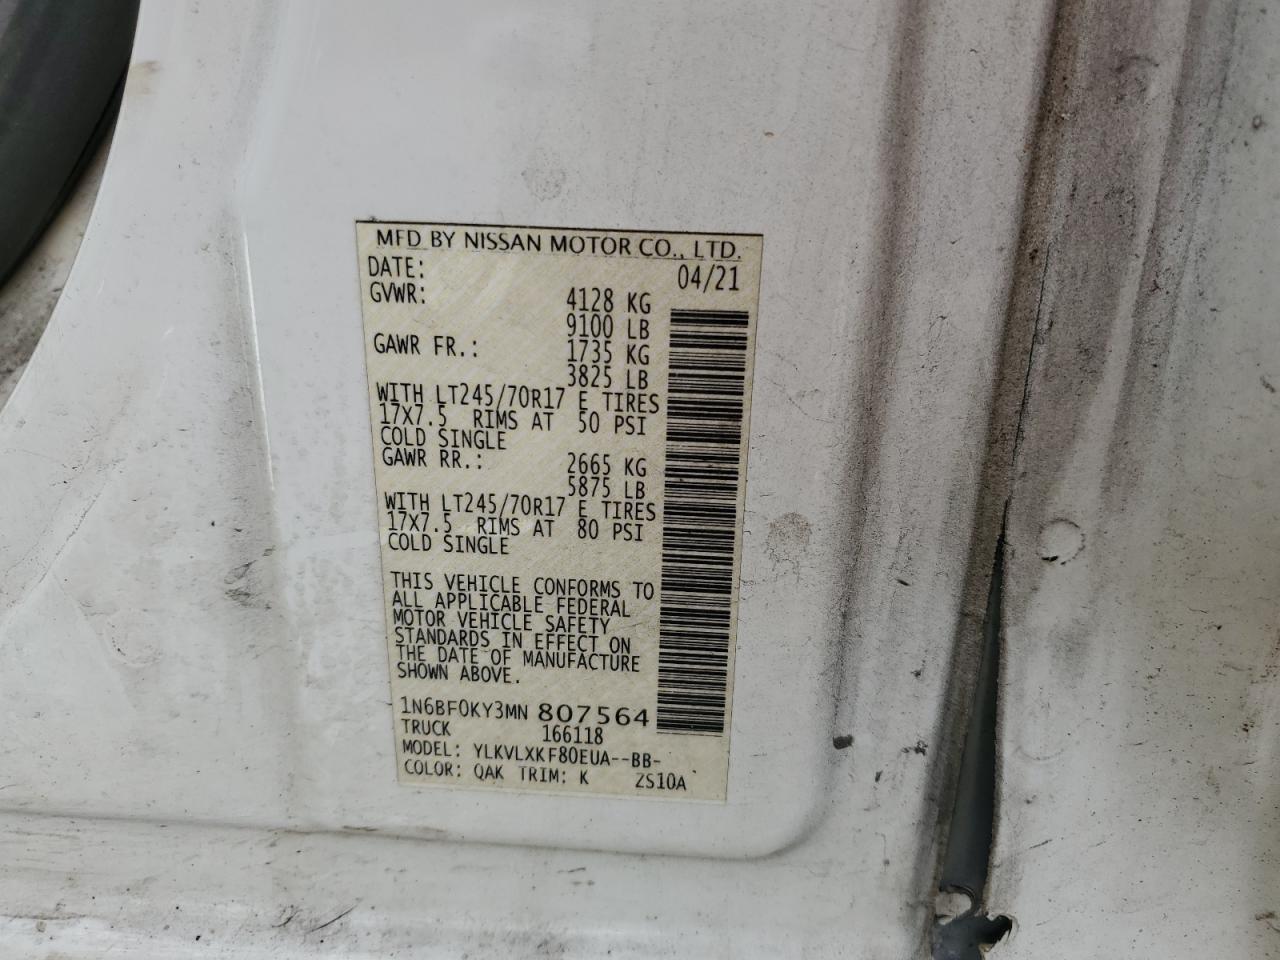 MFD BY NISSAN MOTOR CO., LTD.
DATE: 04/21
GVWR: 4128 KG
9100 LB
GAWR FR.: 1735 KG
3825 LB
WITH LT245/70R17 E TIRES
17X7.5 RIMS AT 50 PSI
COLD SINGLE
GAWR RR.: 2665 KG
5875 LB
WITH LT245/70R17 E TIRES
17X7.5 RIMS AT 80 PSI
COLD SINGLE
THIS VEHICLE CONFORMS TO
ALL APPLICABLE FEDERAL
MOTOR VEHICLE SAFETY
STANDARDS IN EFFECT ON
THE DATE OF MANUFACTURE
SHOWN ABOVE.
1N6BF0KY3MN 807564
TRUCK 166118
MODEL: YLKVLXKF80EUA--BB-
COLOR: QAK TRIM: K ZS10A